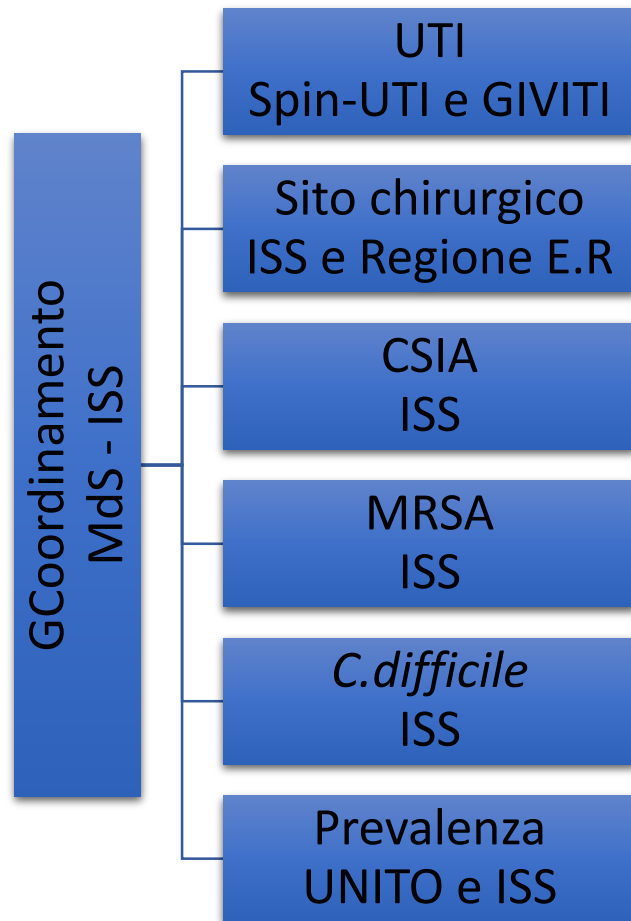 GCoordinamento
MdS - ISS
UTI
Spin-UTI e GIVITI
Sito chirurgico
ISS e Regione E.R
CSIA
ISS
MRSA
ISS
C.difficile
ISS
Prevalenza
UNITO e ISS